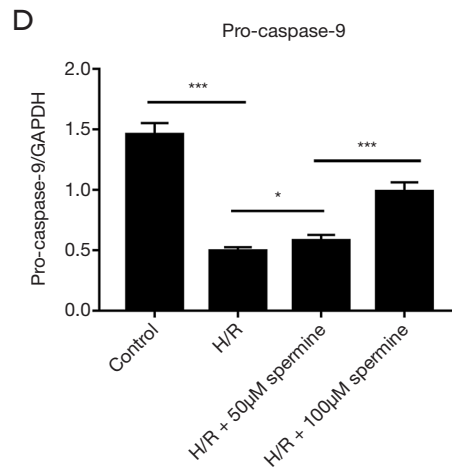 D
Pro-caspase-9
Pro-caspase-9/GAPDH
2.0
1.5
1.0
0.5
0.0
***
*
***
Control
H/R
H/R + 50µM spermine
H/R + 100µM spermine